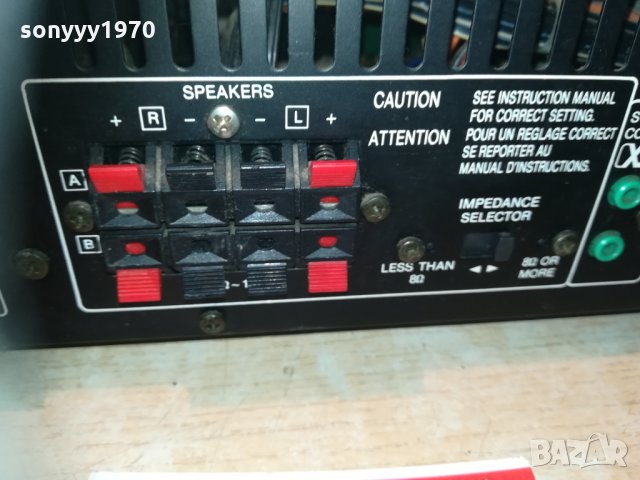 sonyyy1970
SPEAKERS
+ R - - L +
A
B
Ω~1
CAUTION
ATTENTION
SEE INSTRUCTION MANUAL
FOR CORRECT SETTING.
POUR UN REGLAGE CORRECT
SE REPORTER AU
MANUAL D'INSTRUCTIONS.
IMPEDANCE
SELECTOR
LESS THAN
8Ω
◄ ►
8Ω OR
MORE
BAZAR